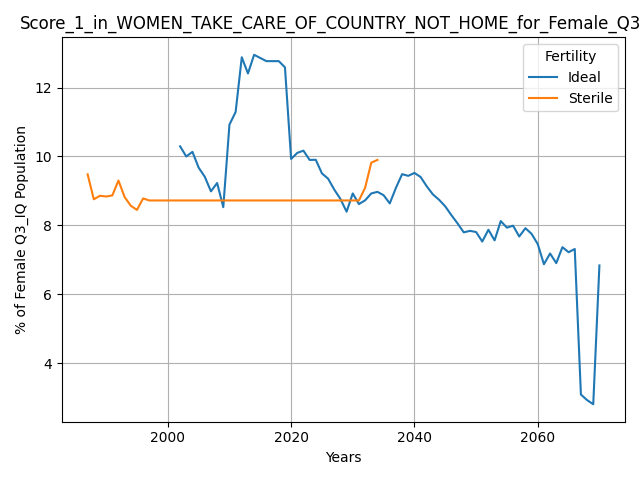 Score_1_in_WOMEN_TAKE_CARE_OF_COUNTRY_NOT_HOME_for_Female_Q3
Fertility
Ideal
Sterile
12
10
8
6
4
% of Female Q3_IQ Population
2000 2020 2040 2060
Years